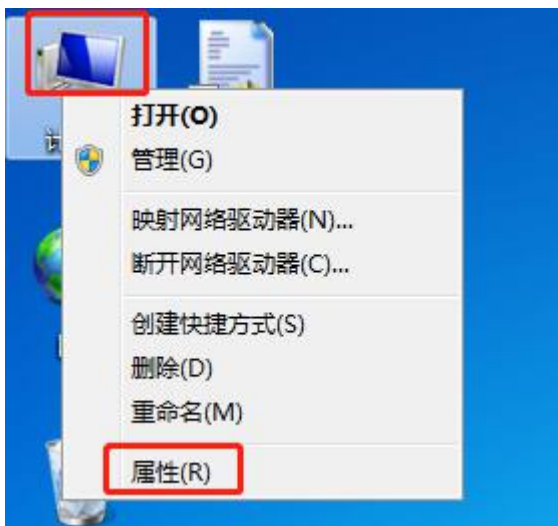 打开(O)
管理(G)
映射网络驱动器(N)...
断开网络驱动器(C)...
创建快捷方式(S)
删除(D)
重命名(M)
属性(R)